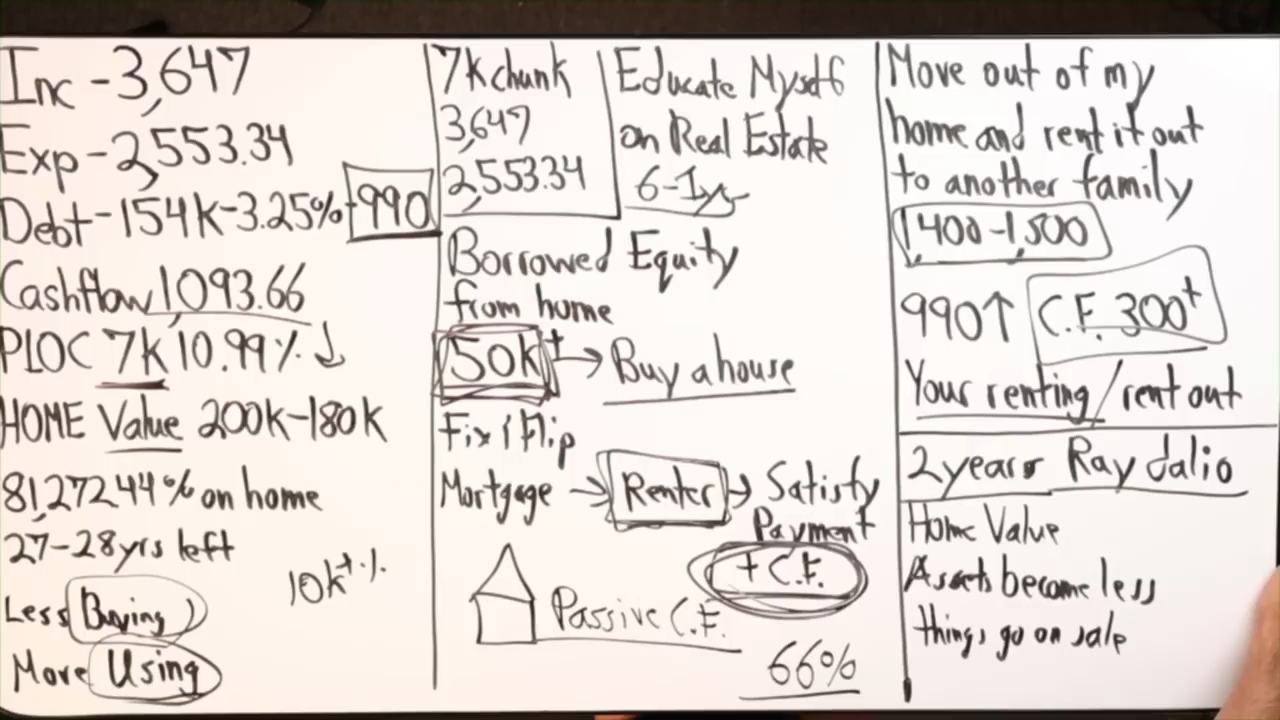 Inc - 3,647
Exp - 2,553.34
Debt - 154K - 3.25% - 990
Cashflow 1,093.66
PLOC 7K 10.99% ↓
HOME Value 200K - 180K
81,272.44 % on home
27-28yrs left
10k+ %
Less Buying
More Using
7K chunk
3,647
2,553.34
Educate Myself
on Real Estate
6-1yr
Borrowed Equity
from home
50k+ → Buy a house
Fix / Flip
Mortgage → Renter → Satisfy
Payment
+ C.F.
Passive C.F.
66%
Move out of my
home and rent it out
to another family
1,400-1,500
990↑ C.F. 300+
Your renting / rent out
2 years Ray dalio
Home Value
Assets become less
things go on sale